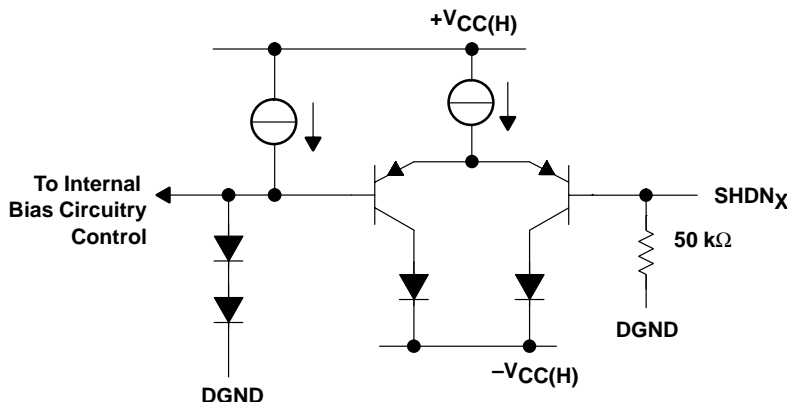 +VCC(H)
To Internal
Bias Circuitry
Control
SHDNX
50 kΩ
DGND
–VCC(H)
DGND